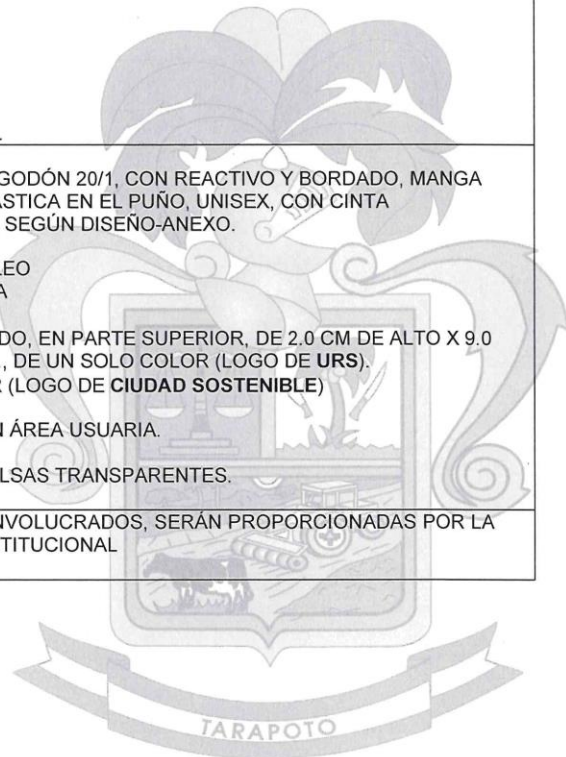 GODÓN 20/1, CON REACTIVO Y BORDADO, MANGA
ÁSTICA EN EL PUÑO, UNISEX, CON CINTA
SEGÚN DISEÑO-ANEXO.
LEO
A
DO, EN PARTE SUPERIOR, DE 2.0 CM DE ALTO X 9.0
., DE UN SOLO COLOR (LOGO DE URS).
R (LOGO DE CIUDAD SOSTENIBLE)
N ÁREA USUARIA.
LSAS TRANSPARENTES.
NVOLUCRADOS, SERÁN PROPORCIONADAS POR LA
TITUCIONAL
TARAPOTO